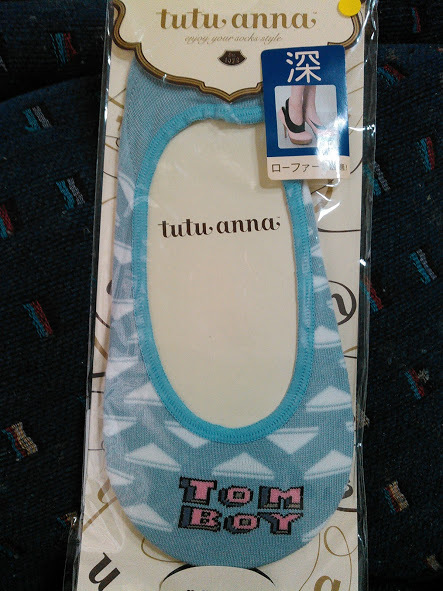 tutu anna
enjoy your socks style.
深
ローファー
tutu anna
TOM
BOY